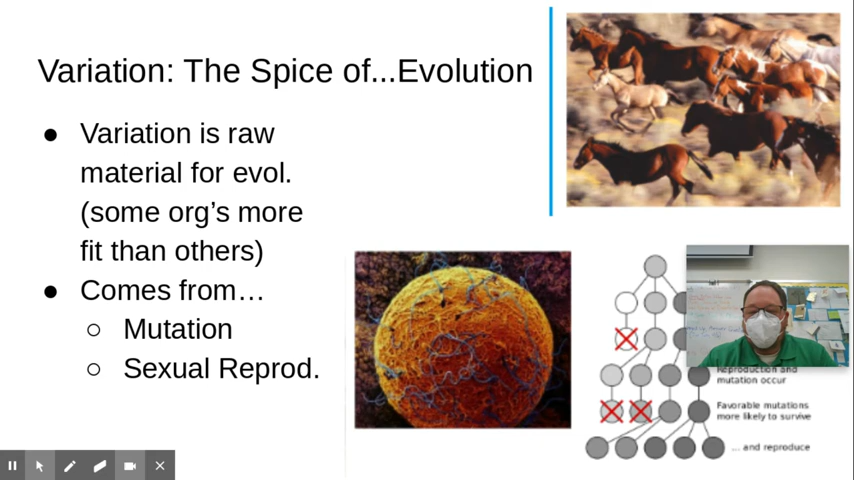 Variation: The Spice of...Evolution
Variation is raw
material for evol.
(some org's more
fit than others)
Comes from…
Mutation
Sexual Reprod.
Reproduction and
mutation occur
Favorable mutations
more likely to survive
... and reproduce